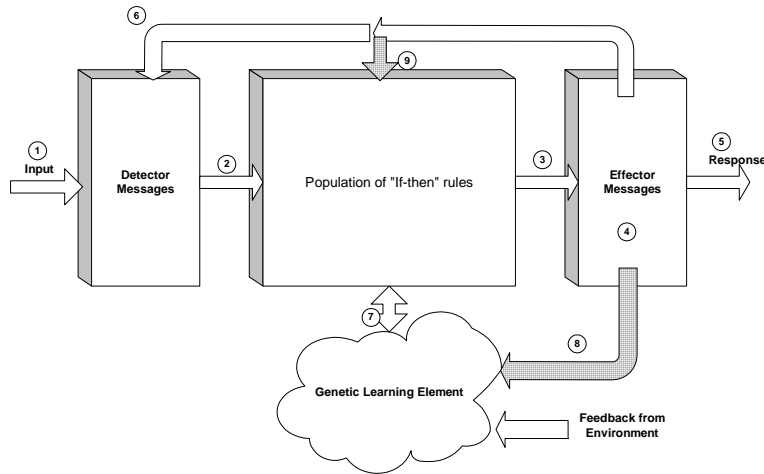 6
9
1
Input
Detector
Messages
2
Population of "If-then" rules
3
Effector
Messages
4
5
Response
7
8
Genetic Learning Element
Feedback from
Environment